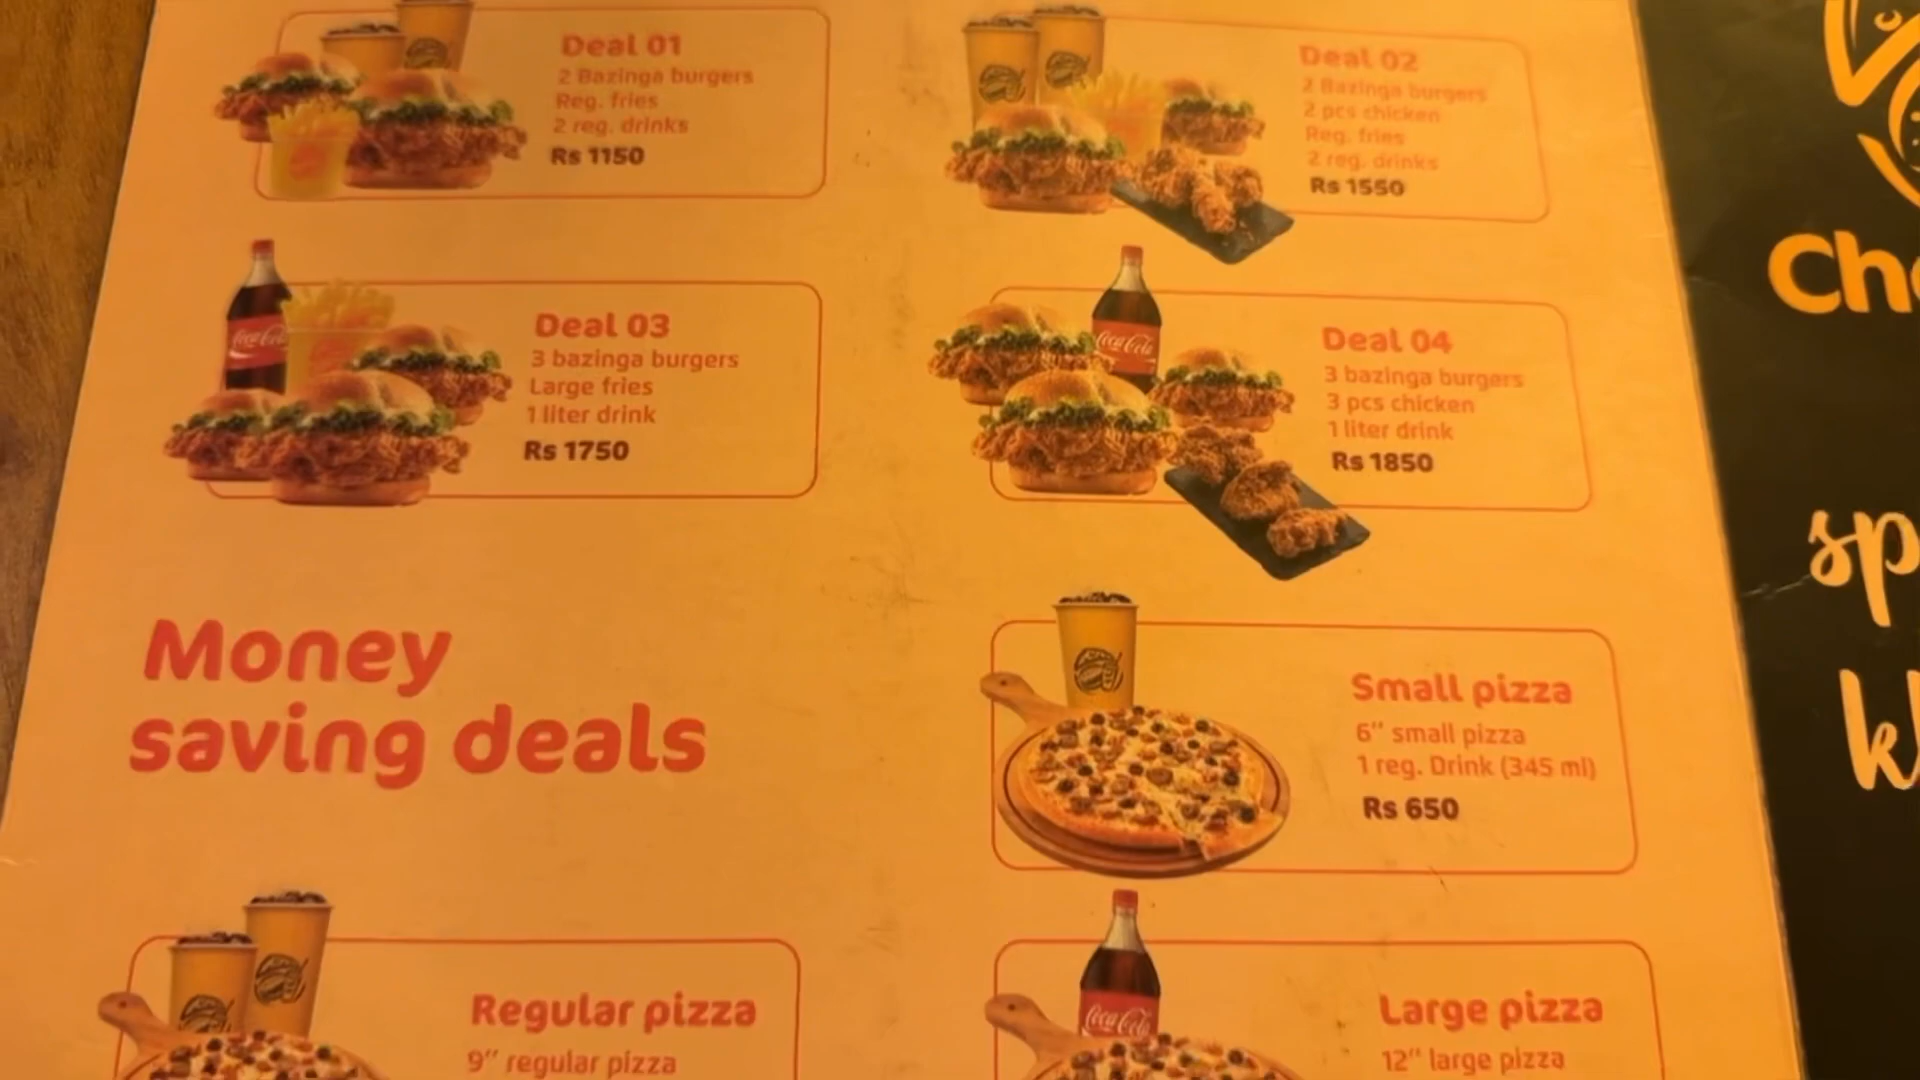 Deal 01
2 Bazinga burgers
Reg. fries
2 reg. drinks
Rs 1150
Deal 02
2 Bazinga burgers
2 pcs chicken
Reg. fries
2 reg. drinks
Rs 1550
Deal 03
3 bazinga burgers
Large fries
1 liter drink
Rs 1750
Coca-Cola
Deal 04
3 bazinga burgers
3 pcs chicken
1 liter drink
Rs 1850
Coca-Cola
Money
saving deals
Small pizza
6" small pizza
1 reg. Drink (345 ml)
Rs 650
Regular pizza
9" regular pizza
Large pizza
12" large pizza
Coca-Cola